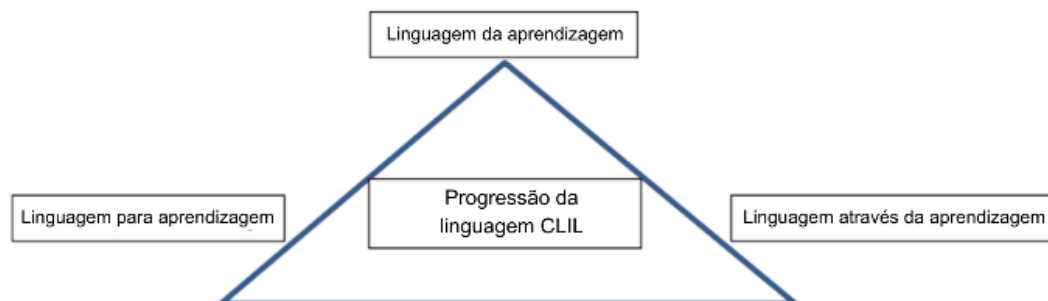 Linguagem da aprendizagem
Linguagem para aprendizagem
Progressão da
linguagem CLIL
Linguagem através da aprendizagem